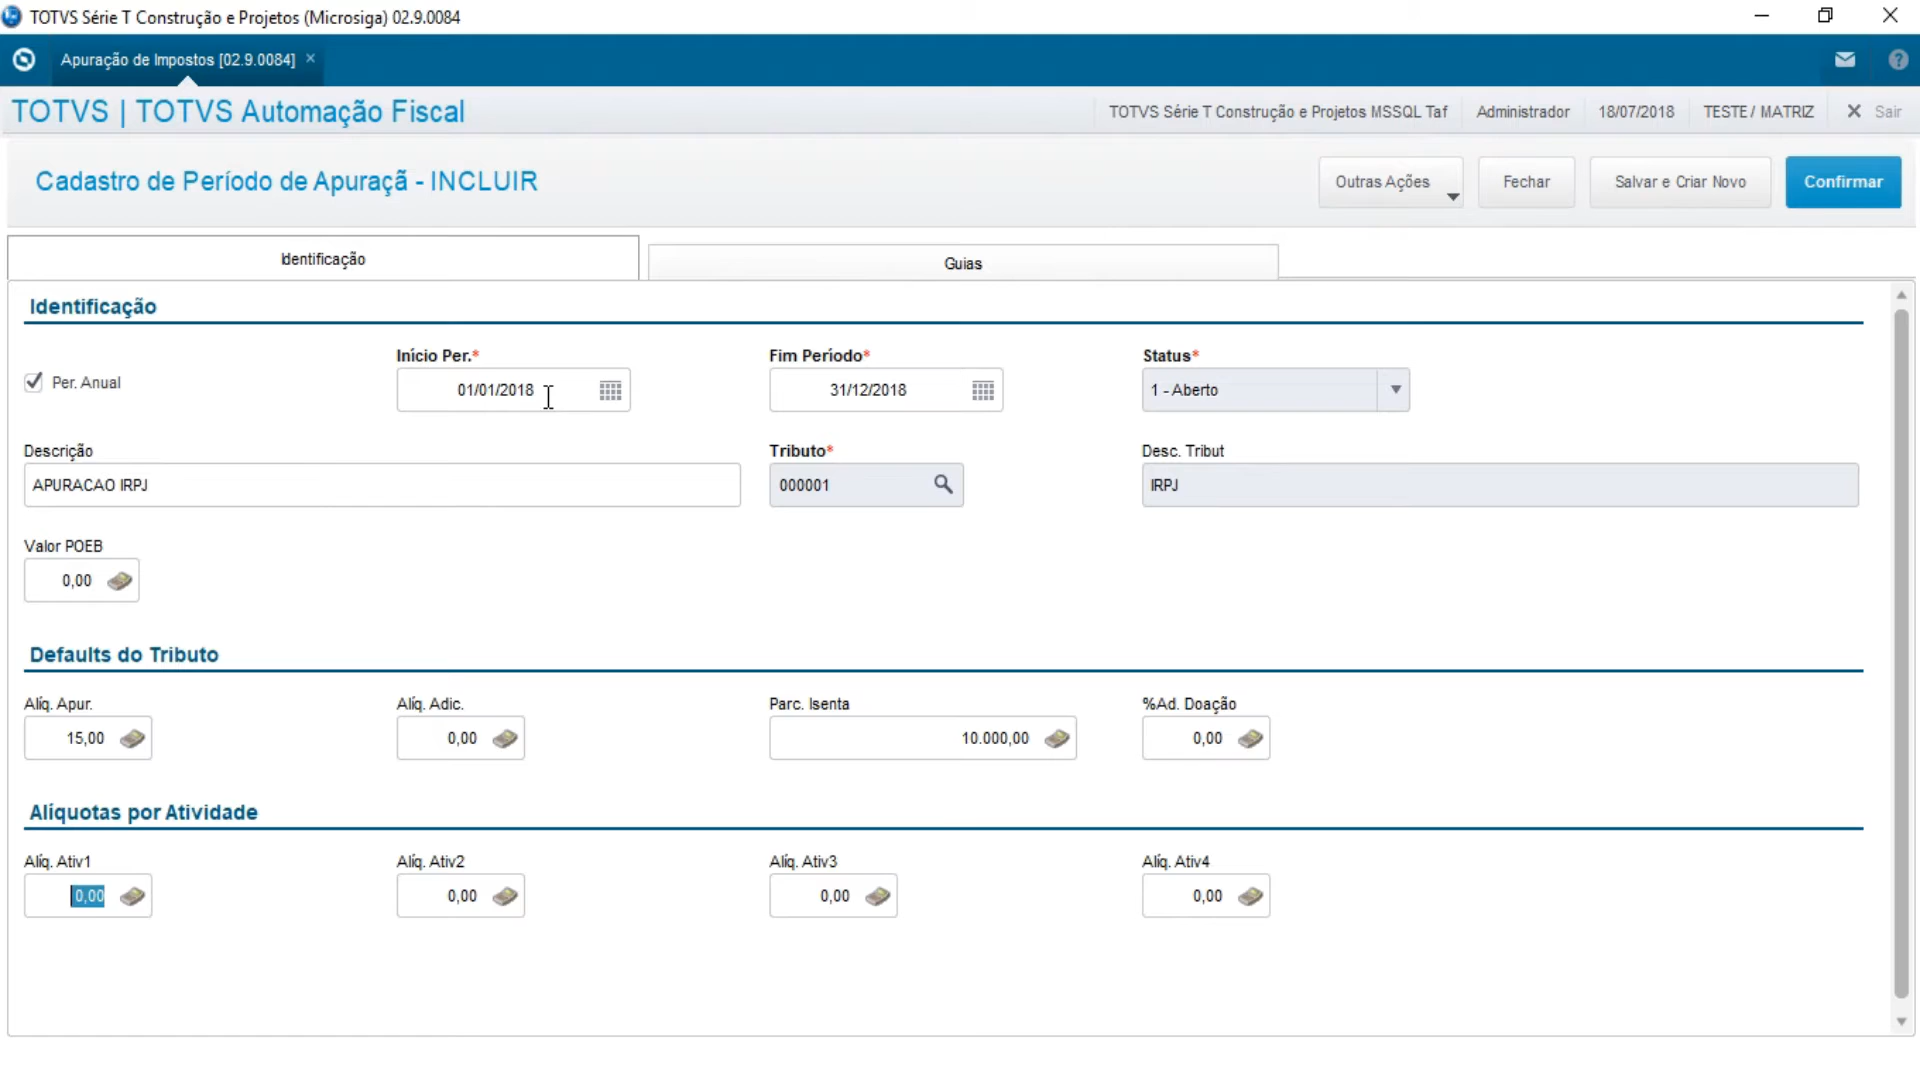 TOTVS Série T Construção e Projetos (Microsiga) 02.9.0084
Apuração de Impostos [02.9.0084] ×
TOTVS | TOTVS Automação Fiscal
TOTVS Série T Construção e Projetos MSSQL Taf Administrador 18/07/2018 TESTE / MATRIZ Sair
Cadastro de Período de Apuraçã - INCLUIR
Outras Ações Fechar Salvar e Criar Novo Confirmar
Identificação Guias
Identificação
Início Per.* Fim Período* Status*
Per. Anual 01/01/2018 31/12/2018 1 - Aberto
Descrição Tributo* Desc. Tribut
APURACAO IRPJ 000001 IRPJ
Valor POEB
0,00
Defaults do Tributo
Alíq. Apur. Alíq. Adic. Parc. Isenta %Ad. Doação
15,00 0,00 10.000,00 0,00
Alíquotas por Atividade
Alíq. Ativ1 Alíq. Ativ2 Alíq. Ativ3 Alíq. Ativ4
0,00 0,00 0,00 0,00